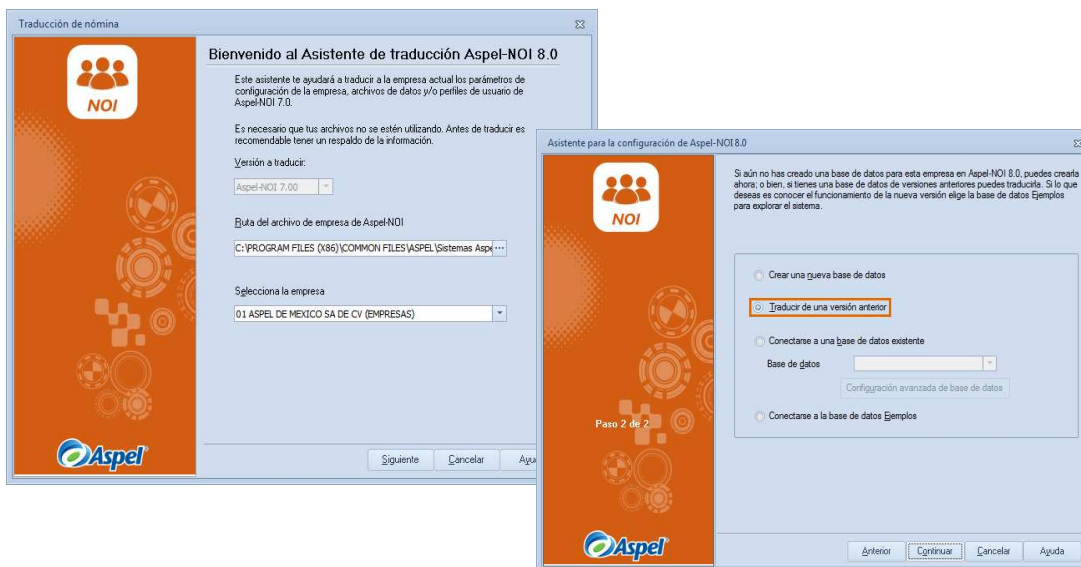 Traducción de nómina
NOI
Bienvenido al Asistente de traducción Aspel-NOI 8.0
Este asistente te ayudará a traducir a la empresa actual los parámetros de
configuración de la empresa, archivos de datos y/o perfiles de usuario de
Aspel-NOI 7.0.
Es necesario que tus archivos no se estén utilizando. Antes de traducir es
recomendable tener un respaldo de la información.
Versión a traducir:
Aspel-NOI 7.00
Ruta del archivo de empresa de Aspel-NOI
C:\PROGRAM FILES (X86)\COMMON FILES\ASPEL\Sistemas Aspe ...
Selecciona la empresa
01 ASPEL DE MEXICO SA DE CV (EMPRESAS)
Aspel
Siguiente Cancelar Ayu
Asistente para la configuración de Aspel-NOI 8.0
NOI
Si aún no has creado una base de datos para esta empresa en Aspel-NOI 8.0, puedes crearla
ahora; o bien, si tienes una base de datos de versiones anteriores puedes traducirla. Si lo que
deseas es conocer el funcionamiento de la nueva versión elige la base de datos Ejemplos
para explorar el sistema.
Crear una nueva base de datos
Traducir de una versión anterior
Conectarse a una base de datos existente
Base de datos
Configuración avanzada de base de datos
Conectarse a la base de datos Ejemplos
Paso 2 de 2
Aspel
Anterior Continuar Cancelar Ayuda